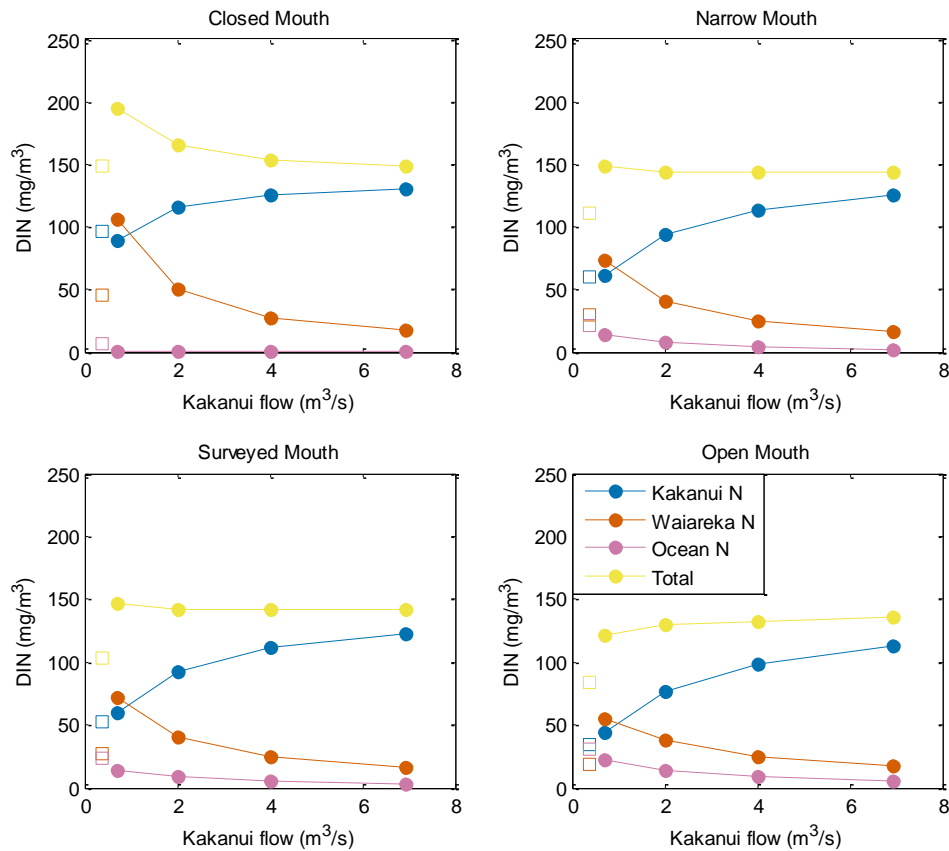 Closed Mouth
250
200
150
100
50
0
DIN (mg/m³)
0 2 4 6 8
Kakanui flow (m³/s)
Narrow Mouth
250
200
150
100
50
0
DIN (mg/m³)
0 2 4 6 8
Kakanui flow (m³/s)
Surveyed Mouth
250
200
150
100
50
0
DIN (mg/m³)
0 2 4 6 8
Kakanui flow (m³/s)
Open Mouth
250
200
150
100
50
0
DIN (mg/m³)
Kakanui N
Waiareka N
Ocean N
Total
0 2 4 6 8
Kakanui flow (m³/s)